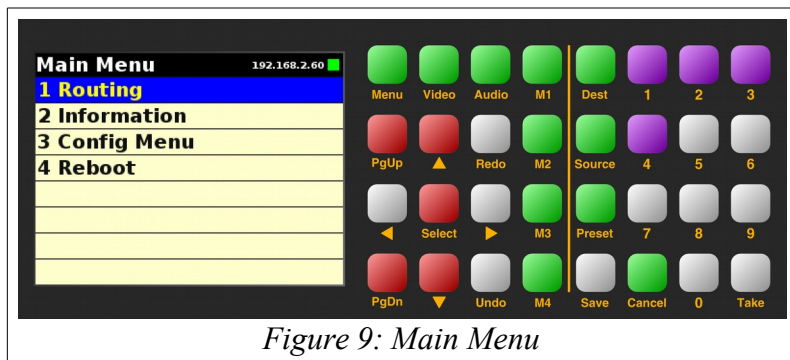 Main Menu 192.168.2.60
1 Routing
2 Information
3 Config Menu
4 Reboot
Menu Video Audio M1 Dest 1 2 3
PgUp ▲ Redo M2 Source 4 5 6
◀ Select ▶ M3 Preset 7 8 9
PgDn ▼ Undo M4 Save Cancel 0 Take
Figure 9: Main Menu